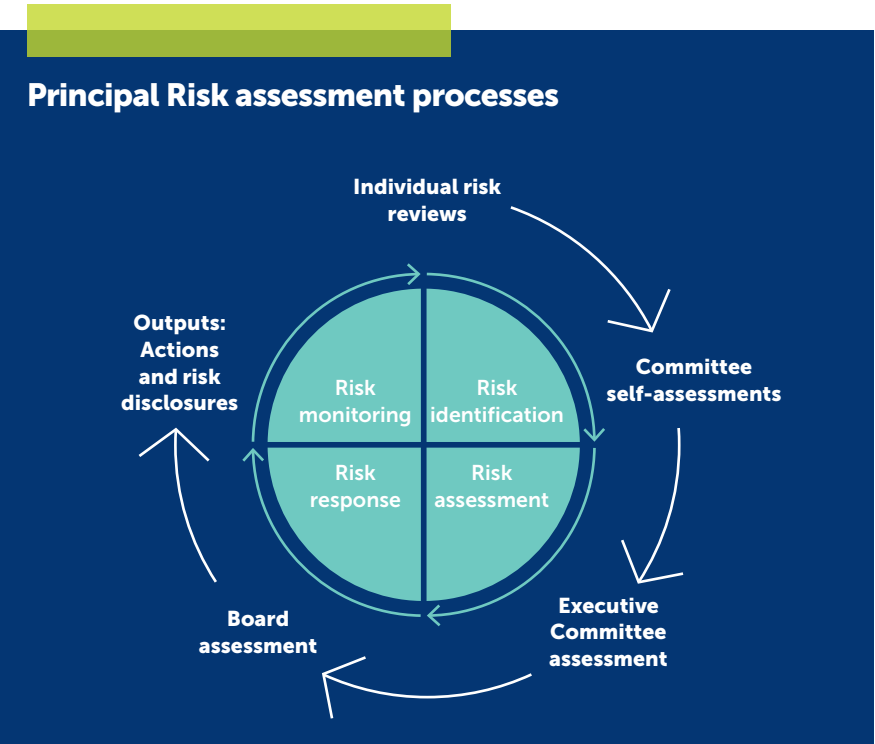 Principal Risk assessment processes
Individual risk
reviews
Committee
self-assessments
Executive
Committee
assessment
Board
assessment
Outputs:
Actions
and risk
disclosures
Risk
identification
Risk
assessment
Risk
response
Risk
monitoring